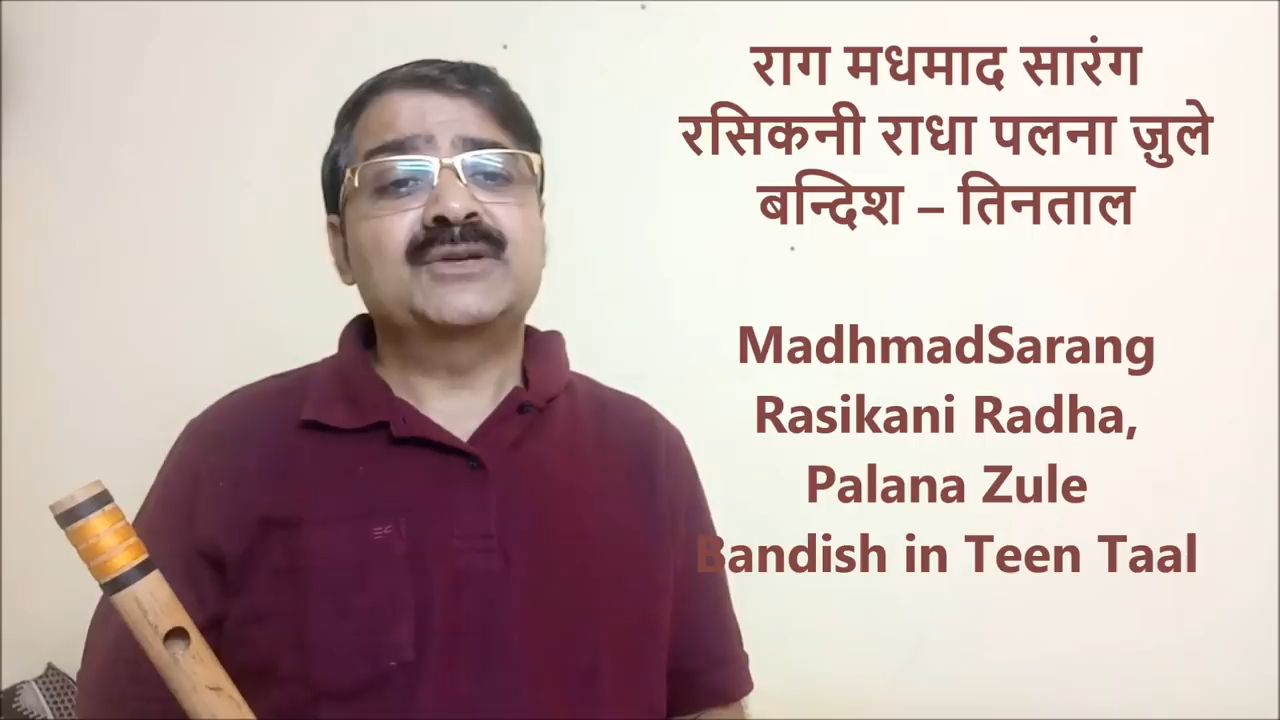 राग मधमाद सारंग
रसिकनी राधा पलना ज़ुले
बन्दिश – तिनताल
MadhmadSarang
Rasikani Radha,
Palana Zule
Bandish in Teen Taal